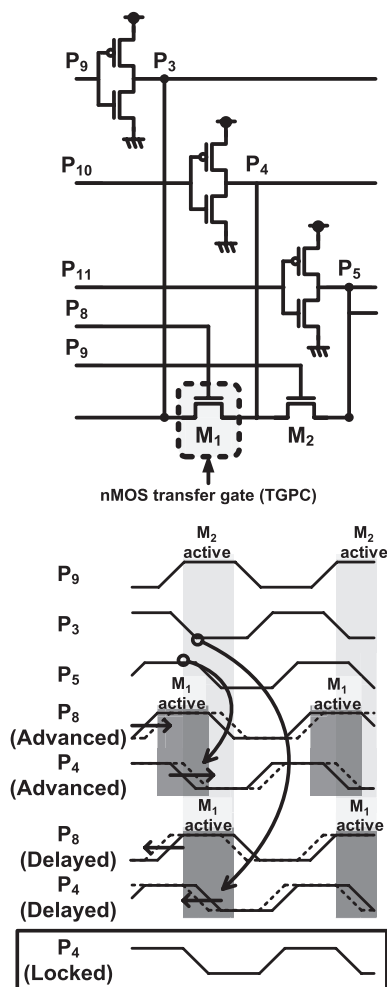 P9
P3
P10
P4
P11
P5
P8
P9
M1
M2
nMOS transfer gate (TGPC)
M2
active
P9
P3
P5
M1
active
M1
active
P8
(Advanced)
P4
(Advanced)
M2
active
M1
active
M1
active
P8
(Delayed)
P4
(Delayed)
P4
(Locked)